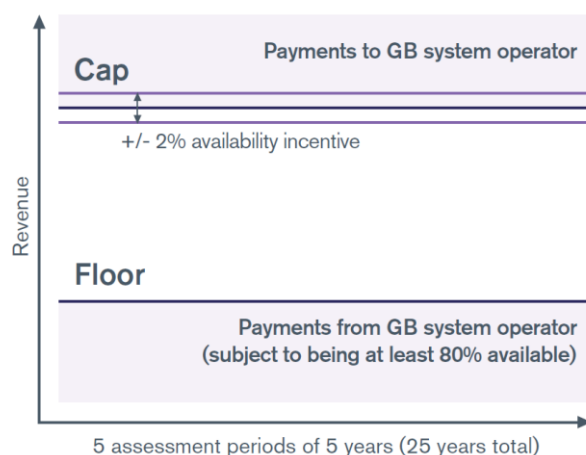 Payments to GB system operator
Cap
+/- 2% availability incentive
Revenue
Floor
Payments from GB system operator
(subject to being at least 80% available)
5 assessment periods of 5 years (25 years total)